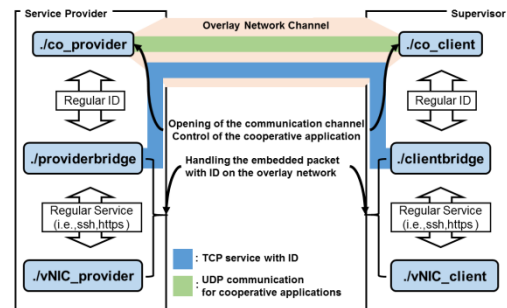 Service Provider
Supervisor
Overlay Network Channel
./co_provider
./co_client
Regular ID
Regular ID
Opening of the communication channel
Control of the cooperative application
./providerbridge
./clientbridge
Handling the embedded packet
with ID on the overlay network
Regular Service
(i.e.,ssh,https)
Regular Service
(i.e.,ssh,https)
./vNIC_provider
./vNIC_client
: TCP service with ID
: UDP communication
for cooperative applications